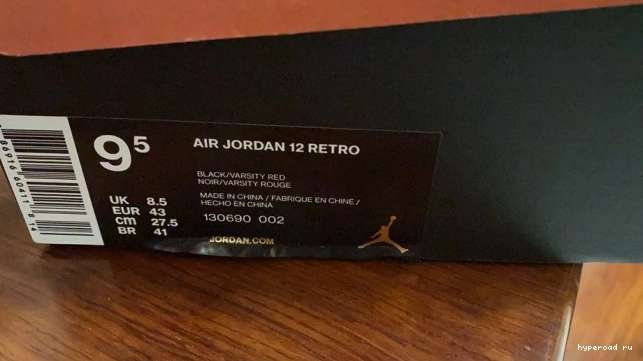 9 5
AIR JORDAN 12 RETRO
BLACK/VARSITY RED
NOIR/VARSITY ROUGE
MADE IN CHINA / FABRIQUE EN CHINE /
HECHO EN CHINA
130690 002
UK 8.5
EUR 43
cm 27.5
BR 41
JORDAN.COM
hyperoad ru